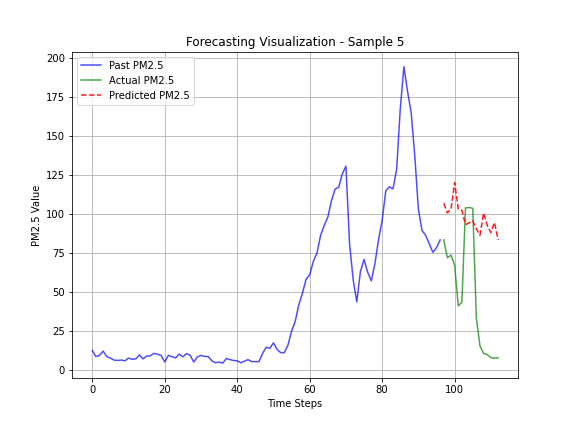 Forecasting Visualization - Sample 5
Past PM2.5
Actual PM2.5
Predicted PM2.5
PM2.5 Value
200
175
150
125
100
75
50
25
0
0 20 40 60 80 100
Time Steps